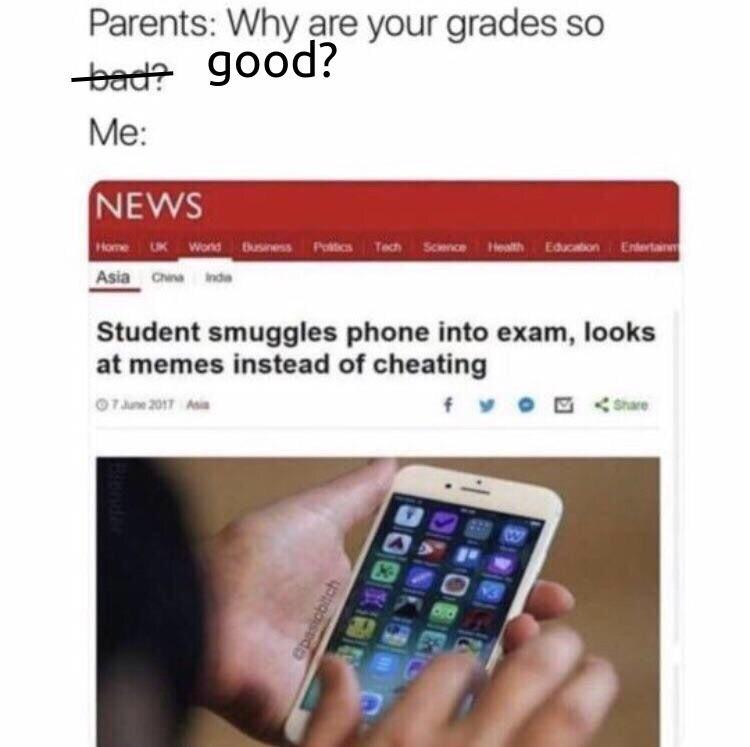 Parents: Why are your grades so
bad? good?
Me:
NEWS
Home UK World Business Politics Tech Science Health Education Entertainm
Asia China India
Student smuggles phone into exam, looks
at memes instead of cheating
7 June 2017 Asia
Share
@basicbitch